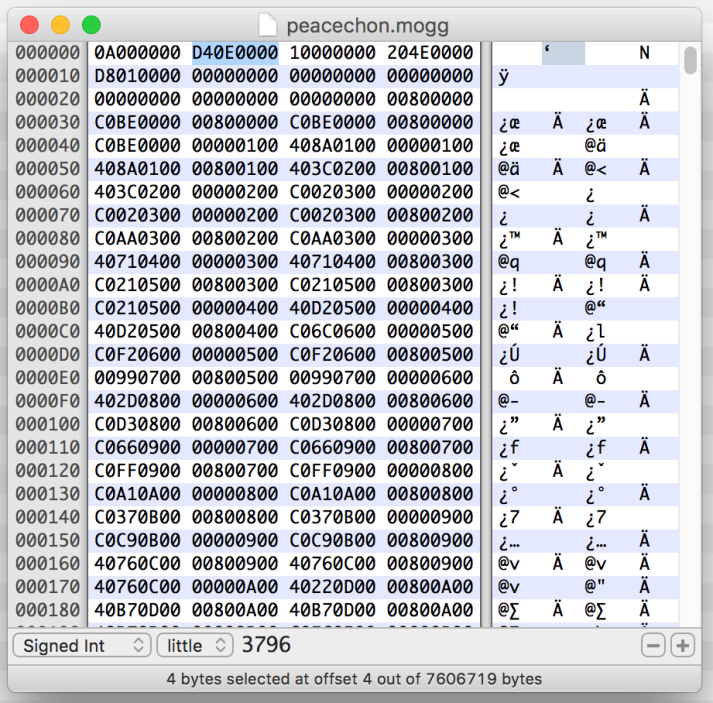 peacechon.mogg
000000 0A000000 D40E0000 10000000 204E0000 ‘ N
000010 D8010000 00000000 00000000 00000000 ÿ
000020 00000000 00000000 00000000 00800000 Ä
000030 C0BE0000 00800000 C0BE0000 00800000 ¿æ Ä ¿æ Ä
000040 C0BE0000 00000100 408A0100 00000100 ¿æ @ä
000050 408A0100 00800100 403C0200 00800100 @ä Ä @< Ä
000060 403C0200 00000200 C0020300 00000200 @< ¿
000070 C0020300 00000200 C0020300 00800200 ¿ ¿ Ä
000080 C0AA0300 00800200 C0AA0300 00000300 ¿™ Ä ¿™
000090 40710400 00000300 40710400 00800300 @q @q Ä
0000A0 C0210500 00800300 C0210500 00800300 ¿! Ä ¿! Ä
0000B0 C0210500 00000400 40D20500 00000400 ¿! @“
0000C0 40D20500 00800400 C06C0600 00000500 @“ Ä ¿l
0000D0 C0F20600 00000500 C0F20600 00800500 ¿Ú ¿Ú Ä
0000E0 00990700 00800500 00990700 00000600 ô Ä ô
0000F0 402D0800 00000600 402D0800 00800600 @- @- Ä
000100 C0D30800 00800600 C0D30800 00000700 ¿” Ä ¿”
000110 C0660900 00000700 C0660900 00800700 ¿f ¿f Ä
000120 C0FF0900 00800700 C0FF0900 00000800 ¿ˇ Ä ¿ˇ
000130 C0A10A00 00000800 C0A10A00 00800800 ¿° ¿° Ä
000140 C0370B00 00800800 C0370B00 00000900 ¿7 Ä ¿7
000150 C0C90B00 00000900 C0C90B00 00800900 ¿… ¿… Ä
000160 40760C00 00800900 40760C00 00800900 @v Ä @v Ä
000170 40760C00 00000A00 40220D00 00800A00 @v @" Ä
000180 40B70D00 00800A00 40B70D00 00800A00 @∑ Ä @∑ Ä
Signed Int little 3796
4 bytes selected at offset 4 out of 7606719 bytes